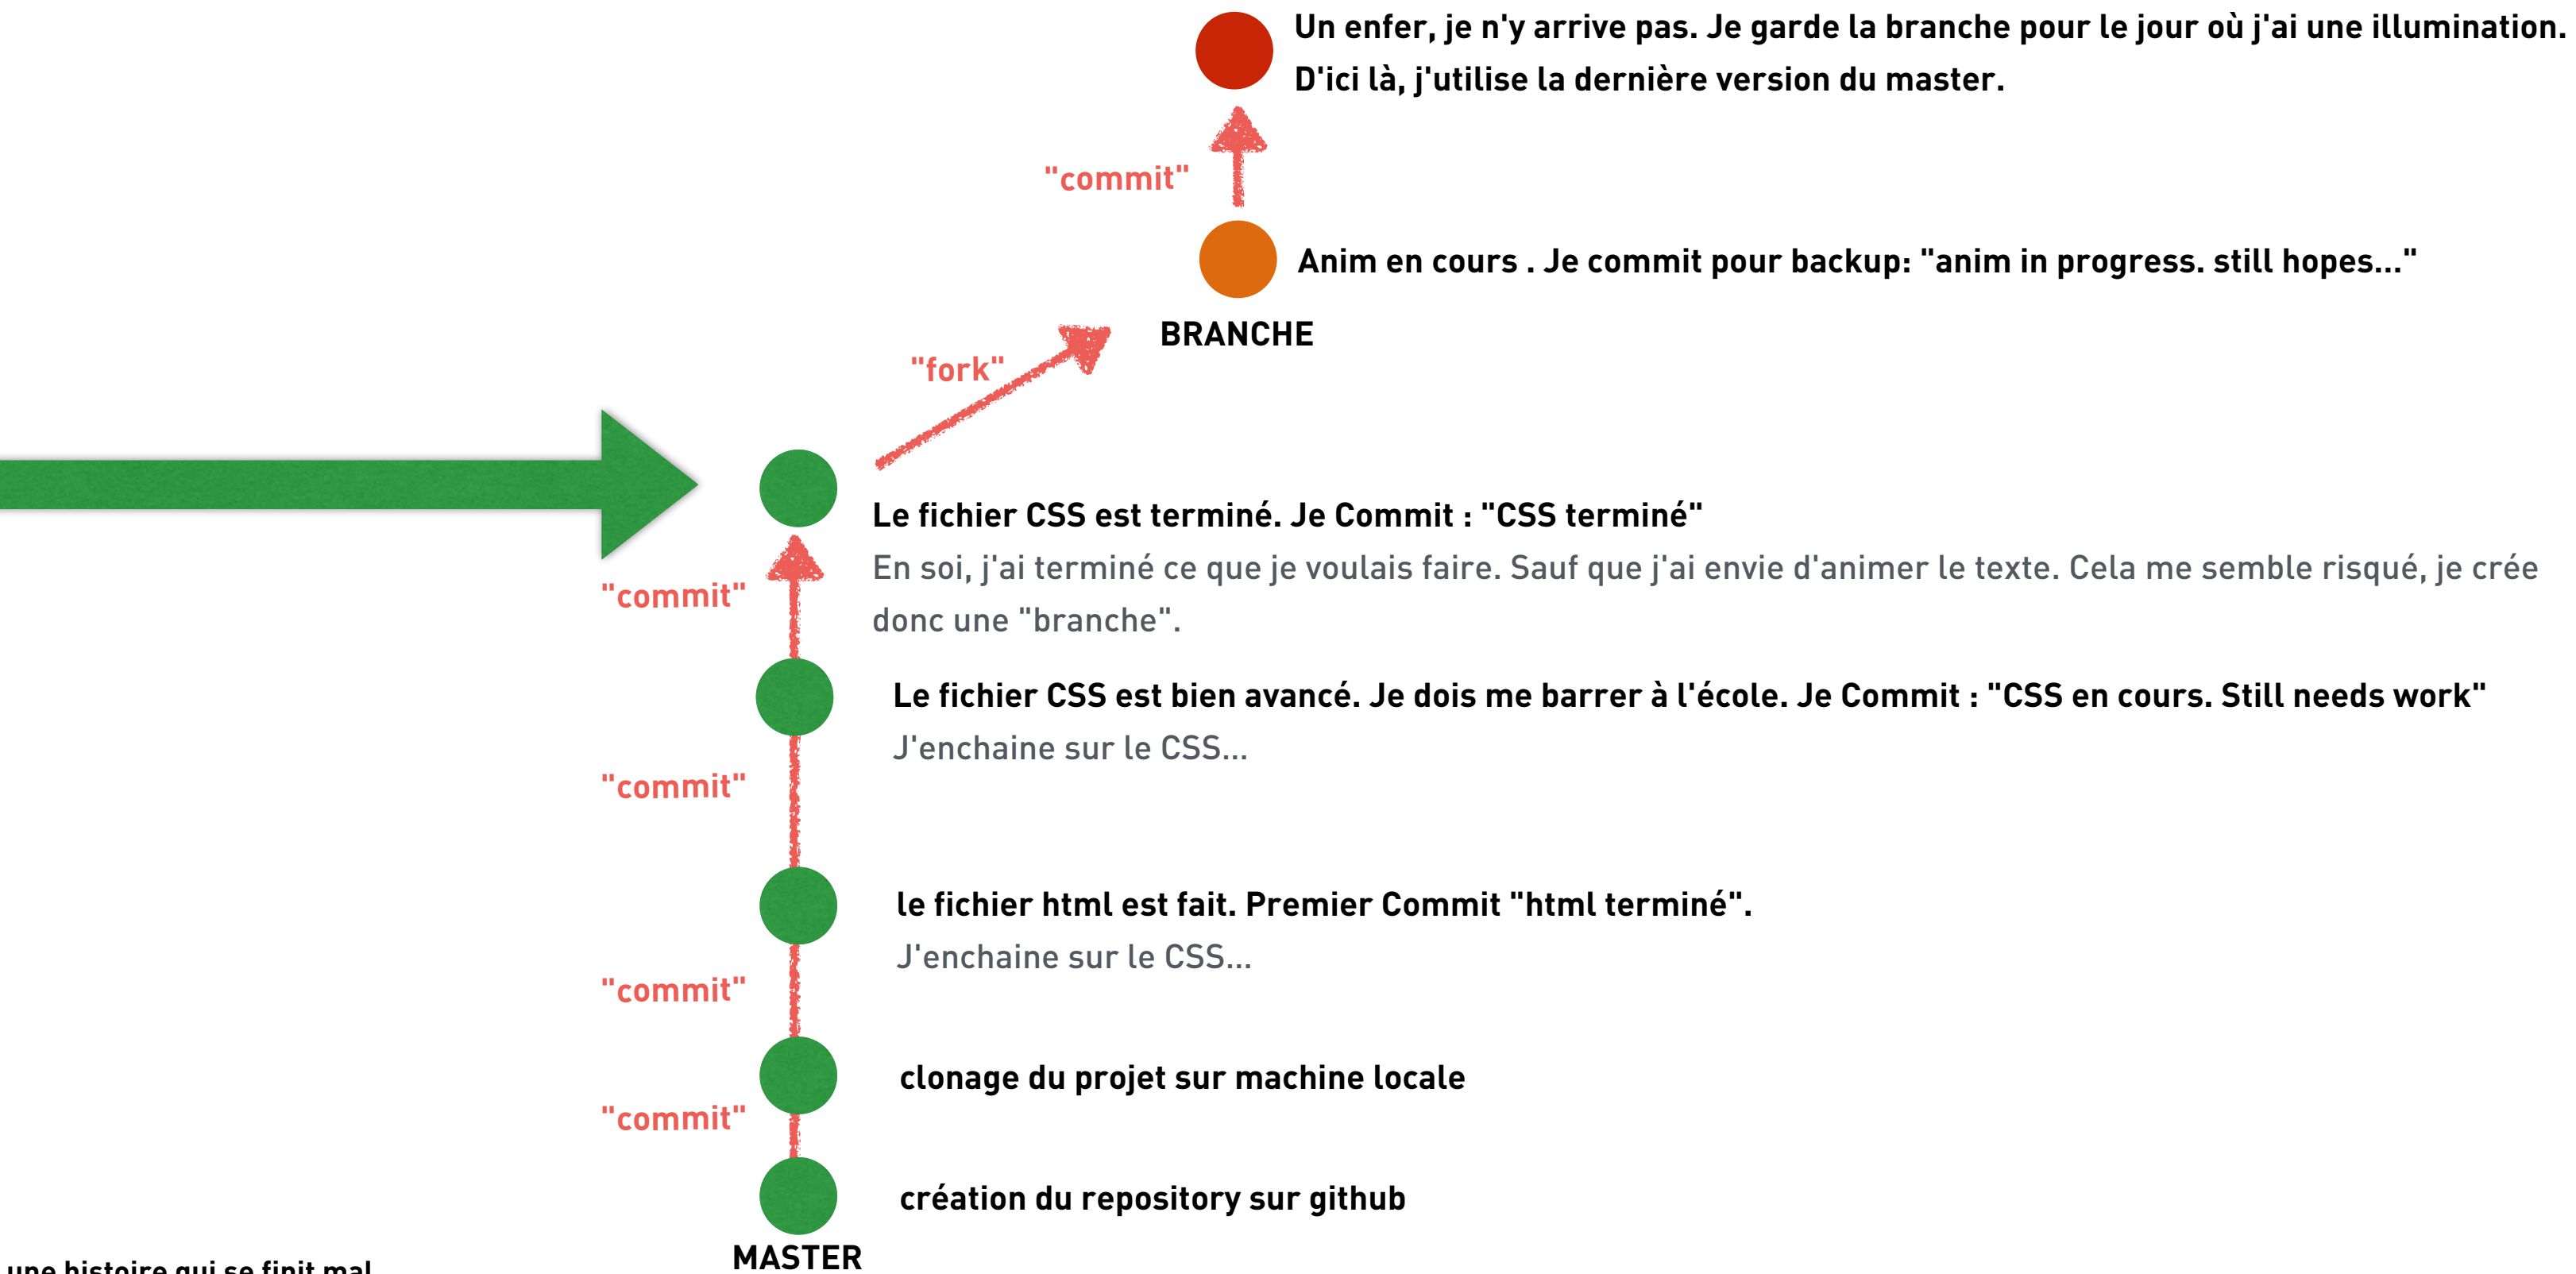 Un enfer, je n'y arrive pas. Je garde la branche pour le jour où j'ai une illumination.
D'ici là, j'utilise la dernière version du master.
"commit"
Anim en cours . Je commit pour backup: "anim in progress. still hopes..."
BRANCHE
"fork"
Le fichier CSS est terminé. Je Commit : "CSS terminé"
En soi, j'ai terminé ce que je voulais faire. Sauf que j'ai envie d'animer le texte. Cela me semble risqué, je crée
donc une "branche".
"commit"
Le fichier CSS est bien avancé. Je dois me barrer à l'école. Je Commit : "CSS en cours. Still needs work"
J'enchaine sur le CSS...
"commit"
le fichier html est fait. Premier Commit "html terminé".
J'enchaine sur le CSS...
"commit"
clonage du projet sur machine locale
"commit"
création du repository sur github
MASTER
une histoire qui se finit mal